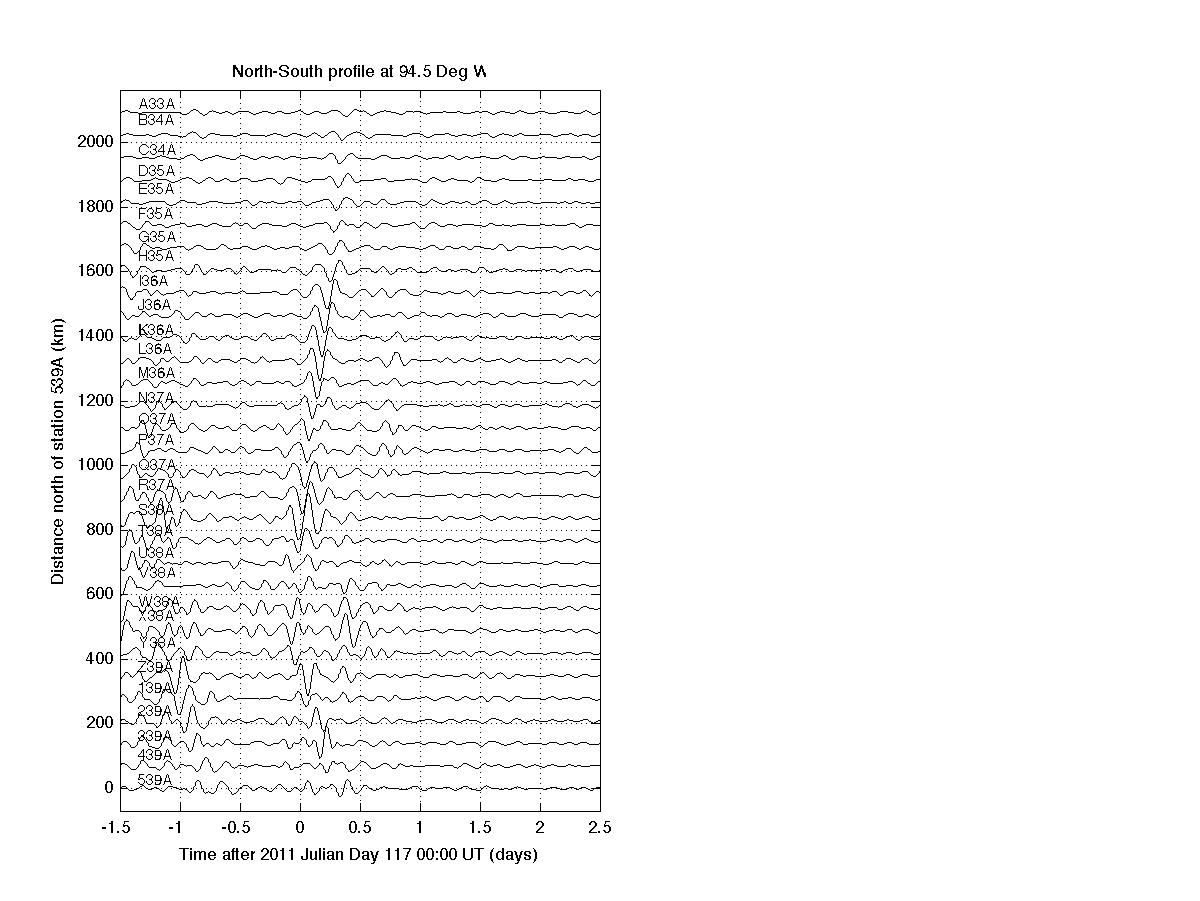 North-South profile at 94.5 Deg W
A33A
B34A
2000
C34A
D35A
E35A
1800
F35A
G35A
H35A
1600
I36A
J36A
K36A
1400
L36A
M36A
N37A
1200
O37A
P37A
Q37A
1000
R37A
S38A
T38A
800
U38A
V38A
600
W38A
X38A
Y38A
400
Z39A
139A
239A
200
339A
439A
539A
0
Distance north of station 539A (km)
-1.5 -1 -0.5 0 0.5 1 1.5 2 2.5
Time after 2011 Julian Day 117 00:00 UT (days)